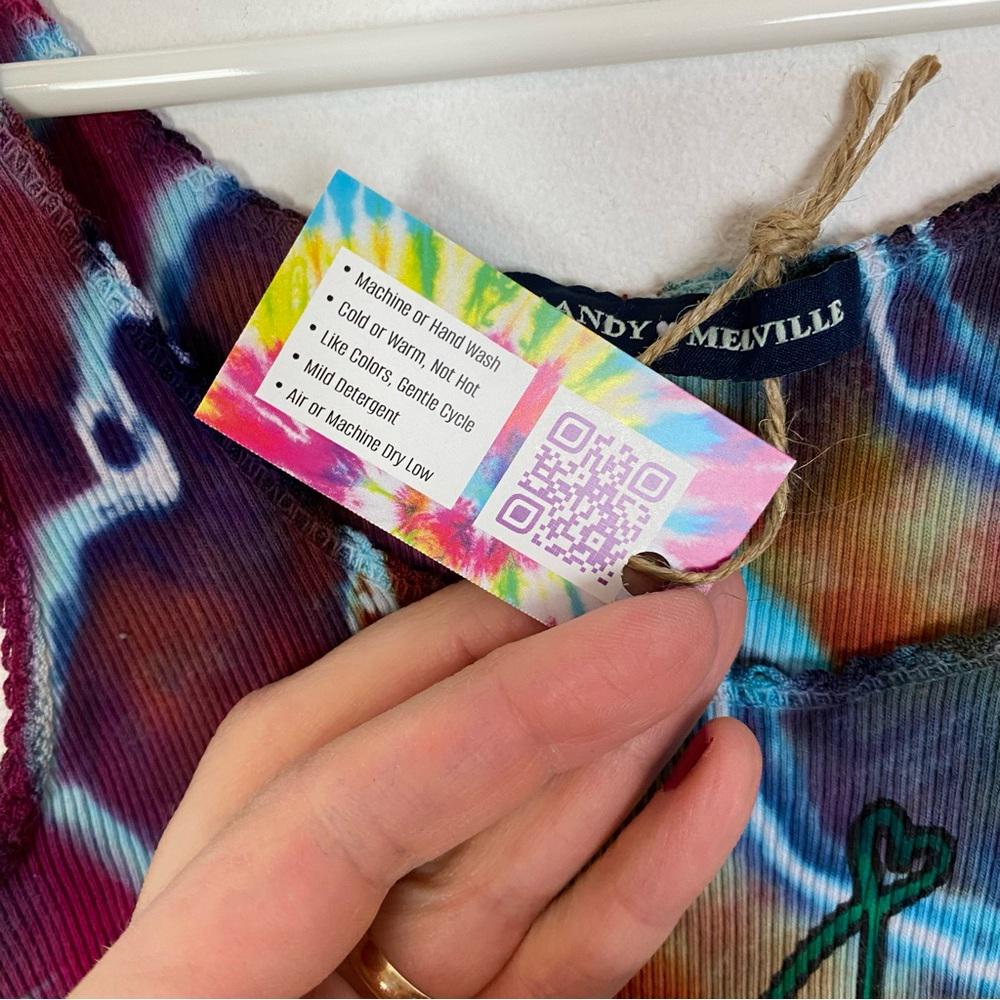 • Machine or Hand Wash
• Cold or Warm, Not Hot
• Like Colors, Gentle Cycle
• Mild Detergent
• Air or Machine Dry Low
ANDY MELVILLE